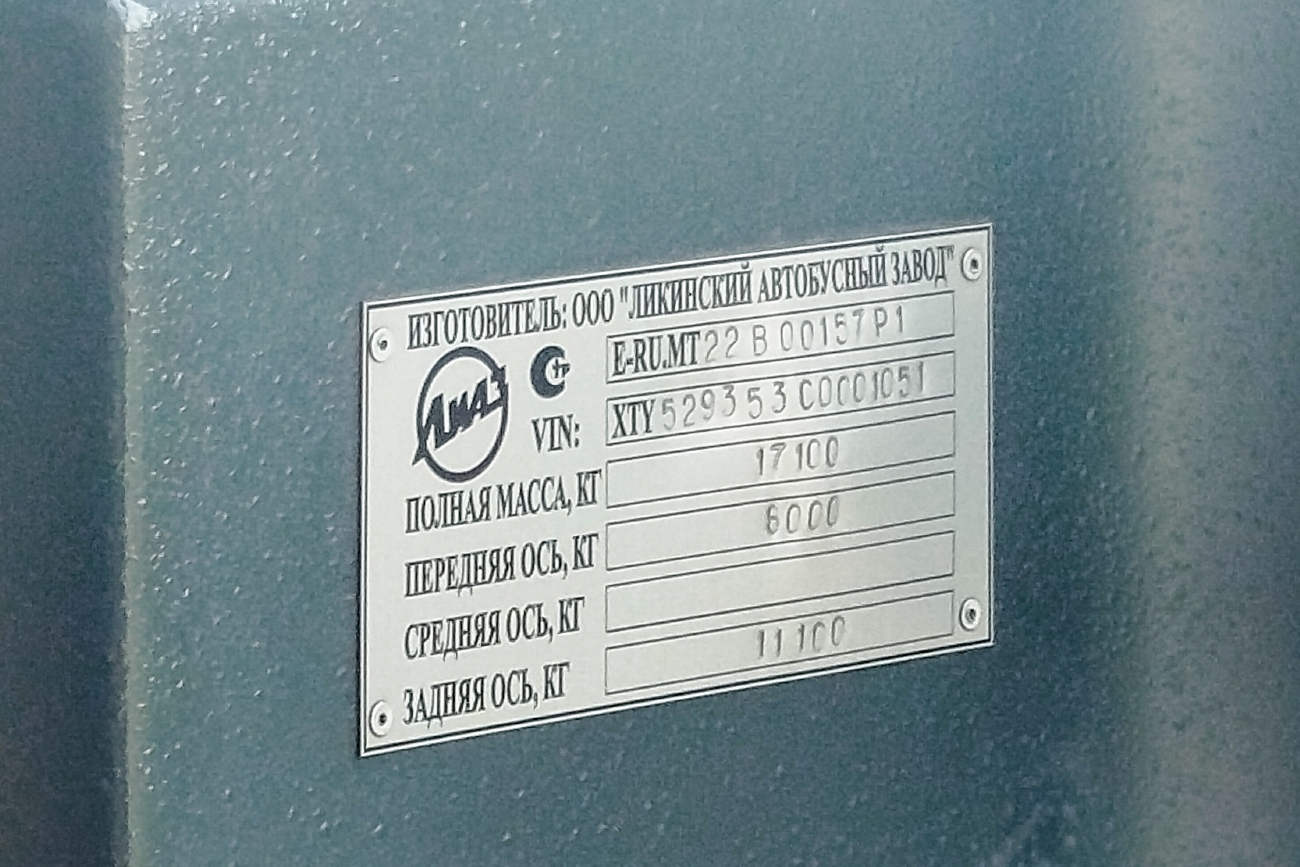 ИЗГОТОВИТЕЛЬ: ООО "ЛИКИНСКИЙ АВТОБУСНЫЙ ЗАВОД"
ЛИАЗ
E-RU.MT22 B 00157 P1
VIN: XTY 529353 C0001051
ПОЛНАЯ МАССА, КГ 17100
ПЕРЕДНЯЯ ОСЬ, КГ 6000
СРЕДНЯЯ ОСЬ, КГ
ЗАДНЯЯ ОСЬ, КГ 11100